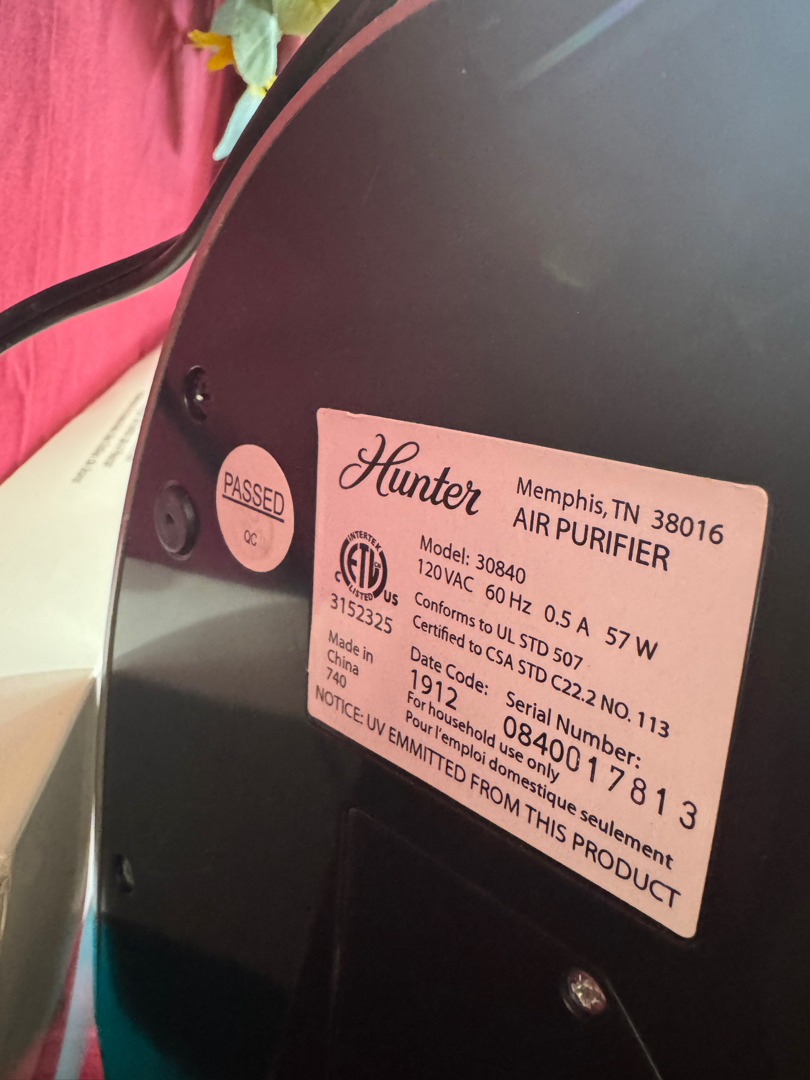 PASSED
QC
Hunter
Memphis, TN 38016
AIR PURIFIER
INTERTEK
ETL
LISTED
C US
3152325
Model: 30840
120 VAC 60 Hz 0.5 A 57 W
Conforms to UL STD 507
Certified to CSA STD C22.2 NO. 113
Made in
China
740
Date Code:
1912
Serial Number:
0840017813
For household use only
Pour l'emploi domestique seulement
NOTICE: UV EMMITTED FROM THIS PRODUCT